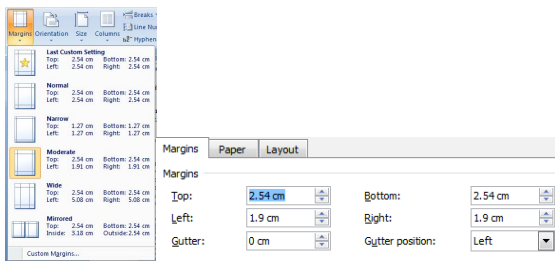 Breaks
Line Nu
Margins Orientation Size Columns Hyphen
Last Custom Setting
Top: 2.54 cm Bottom: 2.54 cm
Left: 2.54 cm Right: 2.54 cm
Normal
Top: 2.54 cm Bottom: 2.54 cm
Left: 2.54 cm Right: 2.54 cm
Narrow
Top: 1.27 cm Bottom: 1.27 cm
Left: 1.27 cm Right: 1.27 cm
Moderate
Top: 2.54 cm Bottom: 2.54 cm
Left: 1.91 cm Right: 1.91 cm
Wide
Top: 2.54 cm Bottom: 2.54 cm
Left: 5.08 cm Right: 5.08 cm
Mirrored
Top: 2.54 cm Bottom: 2.54 cm
Inside: 3.18 cm Outside: 2.54 cm
Custom Margins...
Margins Paper Layout
Margins
Top: 2.54 cm Bottom: 2.54 cm
Left: 1.9 cm Right: 1.9 cm
Gutter: 0 cm Gutter position: Left